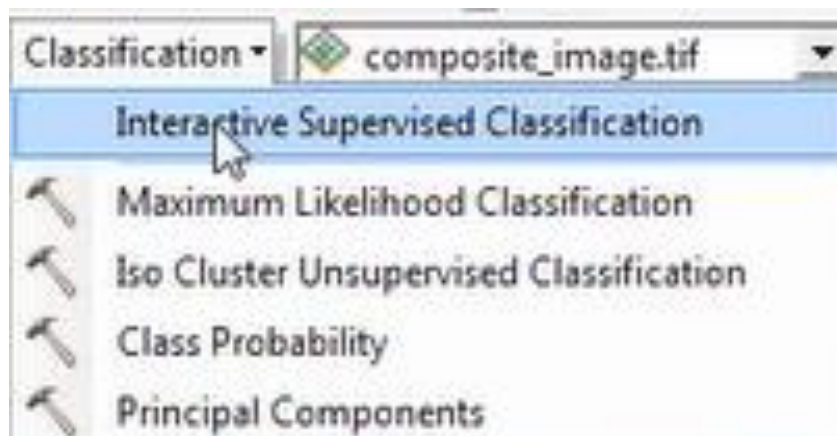 Classification composite_image.tif
Interactive Supervised Classification
Maximum Likelihood Classification
Iso Cluster Unsupervised Classification
Class Probability
Principal Components